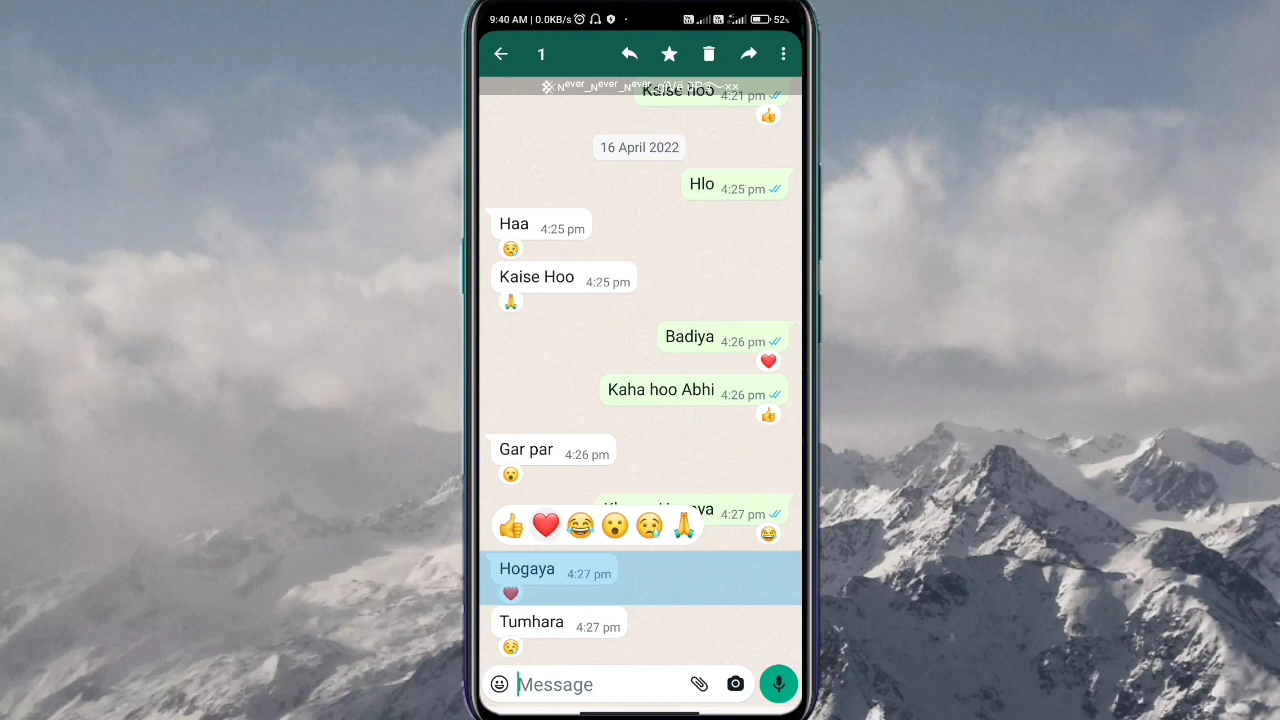 9:40 AM | 0.0KB/s 52%
1
Kaise hoo 4:21 pm
16 April 2022
Hlo 4:25 pm
Haa 4:25 pm
Kaise Hoo 4:25 pm
Badiya 4:26 pm
Kaha hoo Abhi 4:26 pm
Gar par 4:26 pm
4:27 pm
Hogaya 4:27 pm
Tumhara 4:27 pm
Message